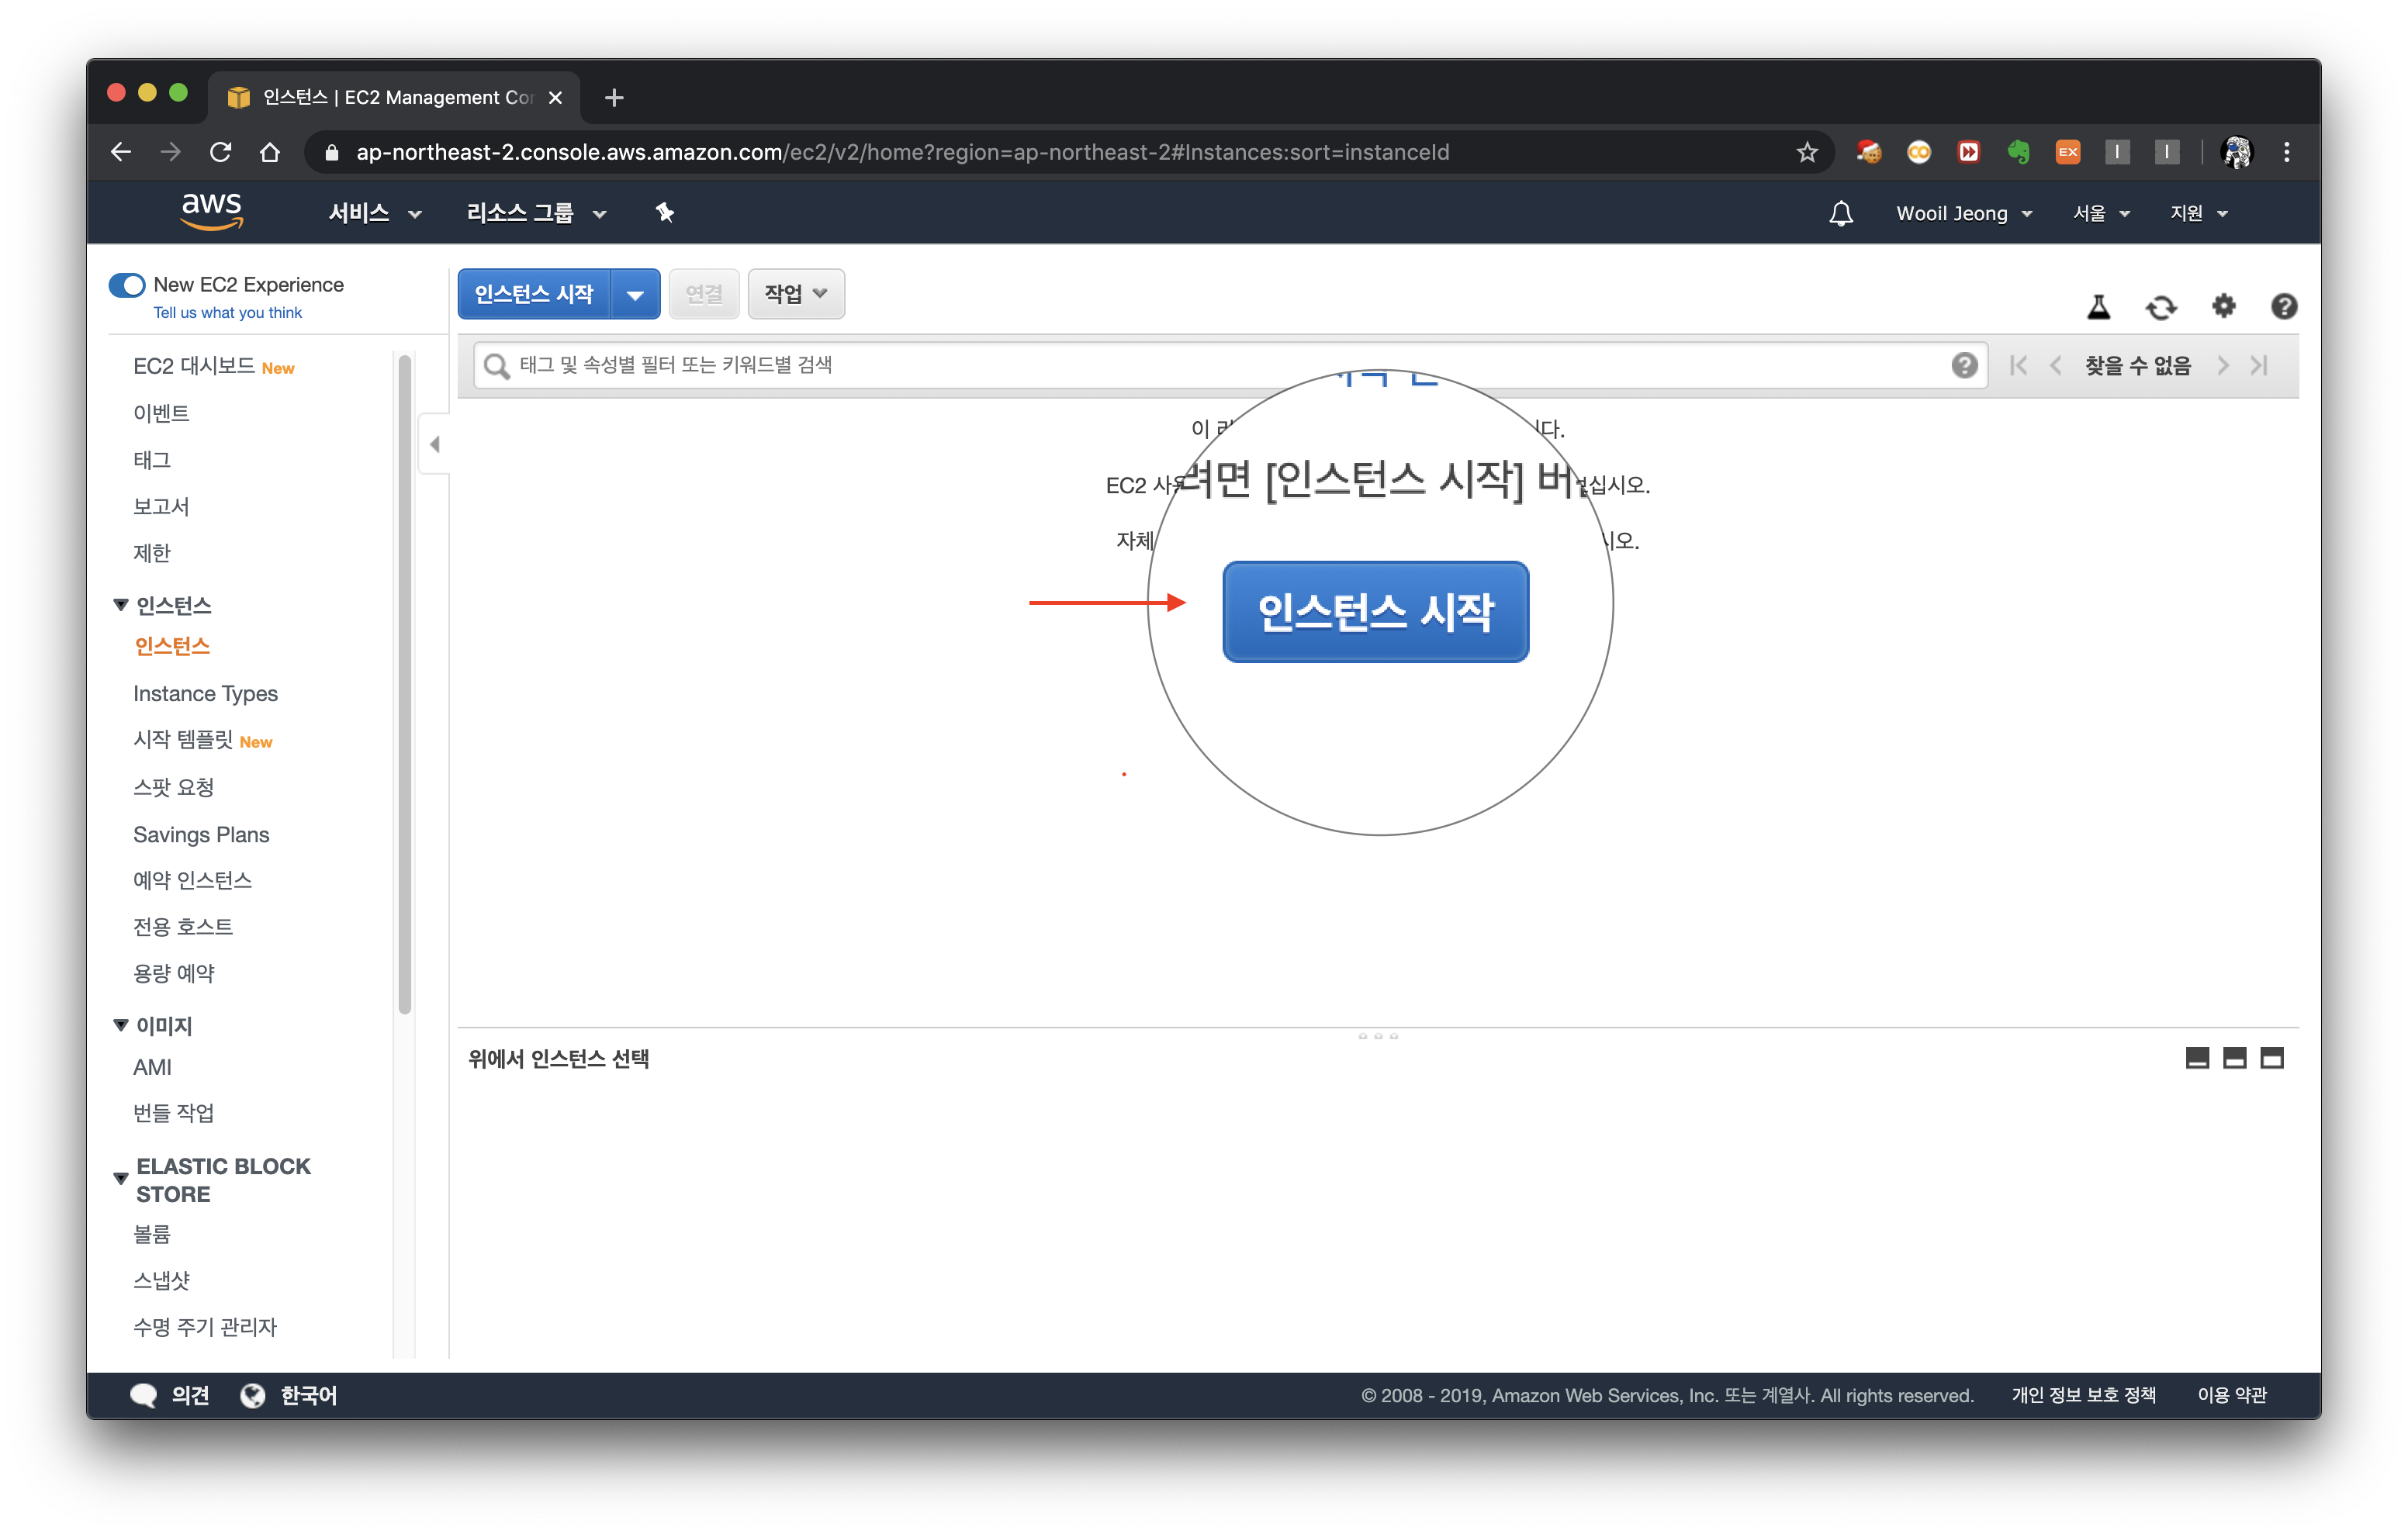 인스턴스 | EC2 Management Con
ap-northeast-2.console.aws.amazon.com/ec2/v2/home?region=ap-northeast-2#Instances:sort=instanceId
EX
aws 서비스 리소스 그룹 Wooil Jeong 서울 지원
New EC2 Experience
Tell us what you think
인스턴스 시작 연결 작업
태그 및 속성별 필터 또는 키워드별 검색 찾을 수 없음
EC2 대시보드 New
이벤트
태그
보고서
제한
인스턴스
인스턴스
Instance Types
시작 템플릿 New
스팟 요청
Savings Plans
예약 인스턴스
전용 호스트
용량 예약
이미지
AMI
번들 작업
ELASTIC BLOCK
STORE
볼륨
스냅샷
수명 주기 관리자
이 니다.
EC2 려면 [인스턴스 시작] 버 십시오.
자체 시오.
인스턴스 시작
위에서 인스턴스 선택
의견 한국어 © 2008 - 2019, Amazon Web Services, Inc. 또는 계열사. All rights reserved. 개인 정보 보호 정책 이용 약관